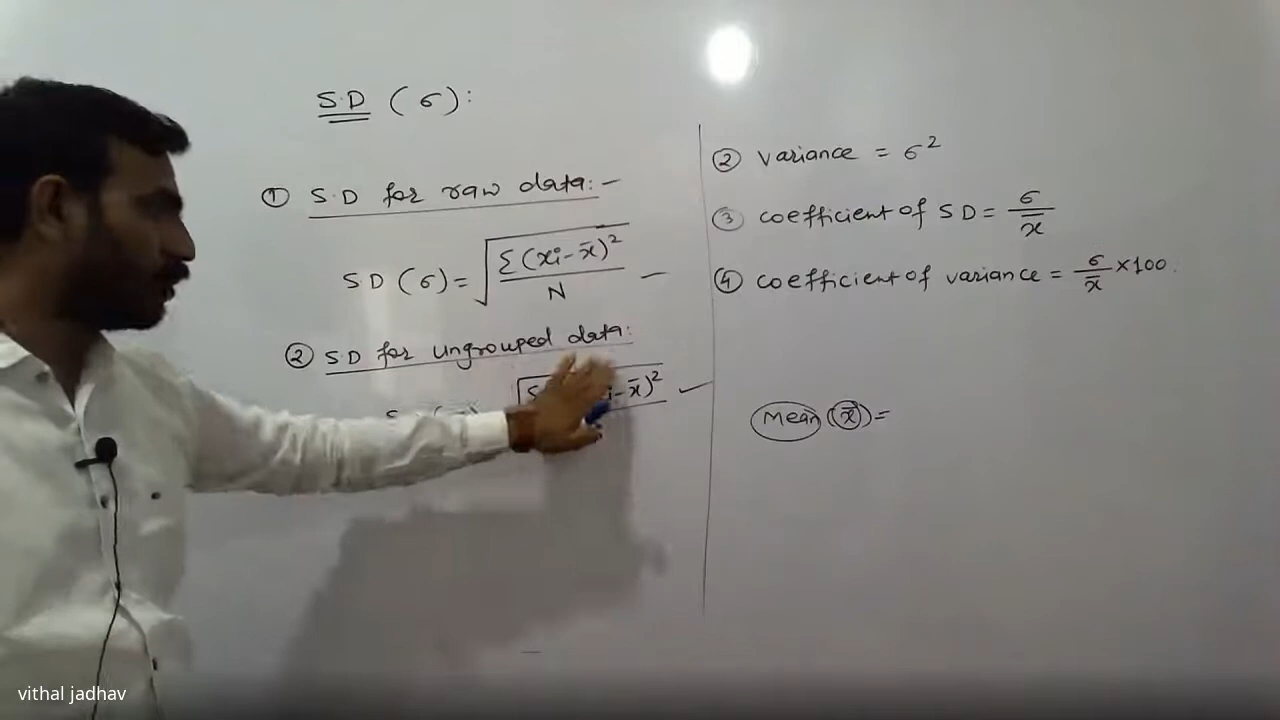 S.D (σ):
① S.D for raw data:-
SD (σ) = √ Σ(xi-x̄)² / N
② S.D for ungrouped data:
i-x̄)²
② variance = σ²
③ coefficient of SD = σ / x̄
④ coefficient of variance = σ / x̄ ×100
Mean (x̄) =
vithal jadhav